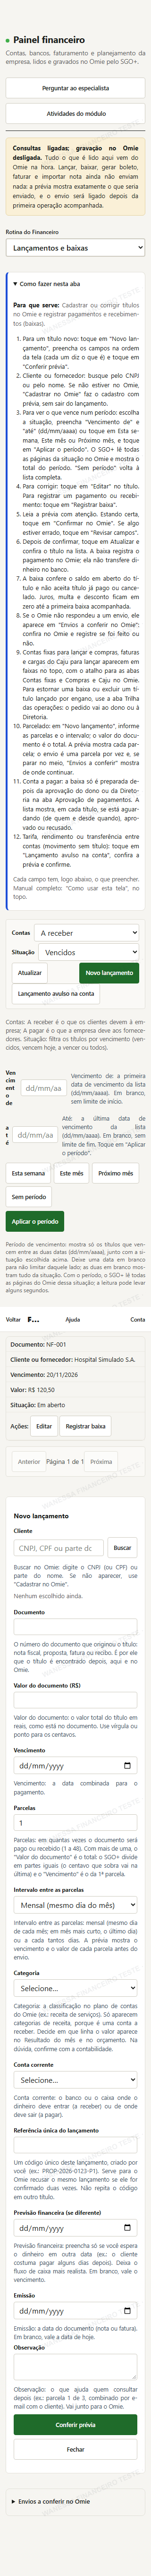 Painel financeiro
Contas, bancos, faturamento e planejamento da
empresa, lidos e gravados no Omie pelo SGO+.
Perguntar ao especialista
Atividades do módulo
Consultas ligadas; gravação no Omie
desligada. Tudo o que é lido aqui vem do
Omie na hora. Lançar, baixar, gerar boleto,
faturar e importar nota ainda não enviam
nada: a prévia mostra exatamente o que seria
enviado, e o envio será ligado depois da
primeira operação acompanhada.
Rotina do Financeiro
Lançamentos e baixas
▼ Como fazer nesta aba
Para que serve: Cadastrar ou corrigir títulos
no Omie e registrar pagamentos e recebimen-
tos (baixas).
1. Para um título novo: toque em "Novo lan-
çamento", preencha os campos na ordem
da tela (cada um diz o que é) e toque em
"Conferir prévia".
2. Cliente ou fornecedor: busque pelo CNPJ
ou pelo nome. Se não estiver no Omie,
"Cadastrar no Omie" faz o cadastro com
prévia, sem sair do lançamento.
3. Para ver o que vence num período: escolha
a situação, preencha "Vencimento de" e
"até" (dd/mm/aaaa) ou toque em Esta sema-
na, Este mês ou Próximo mês, e toque
em "Aplicar o período". O SGO+ lê todas
as páginas da situação no Omie e mostra o
total do período. "Sem período" volta à
lista completa.
4. Para corrigir: toque em "Editar" no título.
Para registrar um pagamento ou recebi-
mento: toque em "Registrar baixa".
5. Leia a prévia com atenção. Estando certa,
toque em "Confirmar no Omie". Se algo
estiver errado, toque em "Revisar campos".
6. Depois de confirmar, toque em Atualizar e
confira o título na lista. A baixa registra o
pagamento no Omie; ela não transfere di-
nheiro no banco.
7. A baixa confere o saldo em aberto do título
e não aceita título já pago ou cance-
lado. Juros, multa e desconto ficam em
zero até a primeira baixa acompanhada.
8. Se o Omie não respondeu a um envio, ele
aparece em "Envios a conferir no Omie":
confira no Omie e registre se foi feito ou
não.
9. Contas fixas para lançar e compras, faturas
e cargas do Caju para lançar aparecem em
faixas no topo, com o atalho para as abas
Contas fixas e Compras e Caju no Omie.
Para estornar uma baixa ou excluir um títu-
lo lançado por engano, use a aba Trilha
das operações: o pedido vai ao dono ou à
Diretoria.
10. Parcelado: em "Novo lançamento", informe
as parcelas e o intervalo; o valor do docu-
mento é o total. A prévia mostra cada par-
cela; o envio é uma parcela por vez e, se
parar no meio, "Envios a conferir" mostra
de onde continuar.
11. Conta a pagar: a baixa só é preparada de-
pois da aprovação do dono ou da Direto-
ria na aba aprovação de pagamentos. A
lista mostra, em cada título, se está aguar-
dando (de quem e desde quando), aprova-
do ou recusado.
12. Tarifa, rendimento ou transferência entre
contas (movimento sem título): toque em
"Lançamento avulso na conta", confira a
prévia e confirme.
Cada campo tem, logo abaixo, o que preencher.
Manual completo: "Como usar esta tela", no
topo.
Contas
A receber
Situação
Vencidos
Atualizar
Novo lançamento
Lançamento avulso na conta
Contas: A receber é o que os clientes devem à em-
presa; A pagar é o que a empresa deve aos fornece-
dores. Situação: filtra os títulos por vencimento (ven-
cidos, vencem hoje, a vencer ou todos).
Ven
cim
ent
o
de
dd/mm/aa
Vencimento de: a primeira
data de vencimento da lista
(dd/mm/aaaa). Em branco,
sem limite de início.
a
t
é
dd/mm/aa
Até: a última data de
vencimento da lista
(dd/mm/aaaa). Em branco, sem
limite de fim. Toque em "Aplicar
o período".
Esta semana
Este mês
Próximo mês
Sem período
Aplicar o período
Período de vencimento: mostra só os títulos que ven-
cem entre as duas datas (dd/mm/aaaa), junto com a si-
tuação escolhida acima. Deixe uma data em branco
para não limitar daquele lado; as duas em branco mos-
tram tudo da situação. Com o período, o SGO+ lê todas
as páginas do Omie dessa situação; a leitura pode levar
alguns segundos.
Voltar
F...
Ajuda
Conta
Documento: NF-001
Cliente ou fornecedor: Hospital Simulado S.A.
Vencimento: 20/11/2026
Valor: R$ 120,50
Situação: Em aberto
Ações:
Editar
Registrar baixa
Anterior
Página 1 de 1
Próxima
Novo lançamento
Cliente
CNPJ, CPF ou parte dc
Buscar
Buscar no Omie: digite o CNPJ (ou CPF) ou
parte do nome. Se não aparecer, use
"Cadastrar no Omie".
Nenhum escolhido ainda.
Documento
O número do documento que originou o título:
nota fiscal, proposta, fatura ou recibo. É por ele
que o título é encontrado depois, aqui e no
Omie.
Valor do documento (R$)
Valor do documento: o valor total do título em
reais, como está no documento. Use vírgula ou
ponto para os centavos.
Vencimento
dd/mm/yyyy
Vencimento: a data combinada para o
pagamento.
Parcelas
1
Parcelas: em quantas vezes o documento será
pago ou recebido (1 a 48). Com mais de uma, o
"Valor do documento" é o total: o SGO+ divide
em partes iguais (o centavo que sobra vai na
última) e o "Vencimento" é o da 1ª parcela.
Intervalo entre as parcelas
Mensal (mesmo dia do mês)
Intervalo entre as parcelas: mensal (mesmo dia
de cada mês; em mês mais curto, o último dia)
ou a cada tantos dias. A prévia mostra o
vencimento e o valor de cada parcela antes do
envio.
Categoria
Selecione...
Categoria: a classificação no plano de contas
do Omie (ex.: receita de serviços). Só aparecem
categorias de receita, porque é uma conta a
receber. Decide em que linha o valor aparece
no Resultado do mês e no orçamento. Na
dúvida, confirme com a contabilidade.
Conta corrente
Selecione...
Conta corrente: o banco ou a caixa onde o
dinheiro deve entrar (a receber) ou de onde
deve sair (a pagar).
Referência única do lançamento
Um código único deste lançamento, criado por
você (ex.: PROP-2026-0123-P1). Serve para o
Omie recusar o mesmo lançamento se ele for
confirmado duas vezes. Não repita o código
em outro título.
Previsão financeira (se diferente)
dd/mm/yyyy
Previsão financeira: preencha só se você espera
o dinheiro em outra data (ex.: o cliente
costuma pagar alguns dias depois). Deixa o
fluxo de caixa mais realista. Em branco, vale o
vencimento.
Emissão
dd/mm/yyyy
Emissão: a data do documento (nota ou fatura).
Em branco, vale a data de hoje.
Observação
Observação: o que ajuda quem consultar
depois (ex.: parcela 1 de 3, combinado por e-
mail com o cliente). Vai junto para o Omie.
Conferir prévia
Fechar
▶ Envios a conferir no Omie